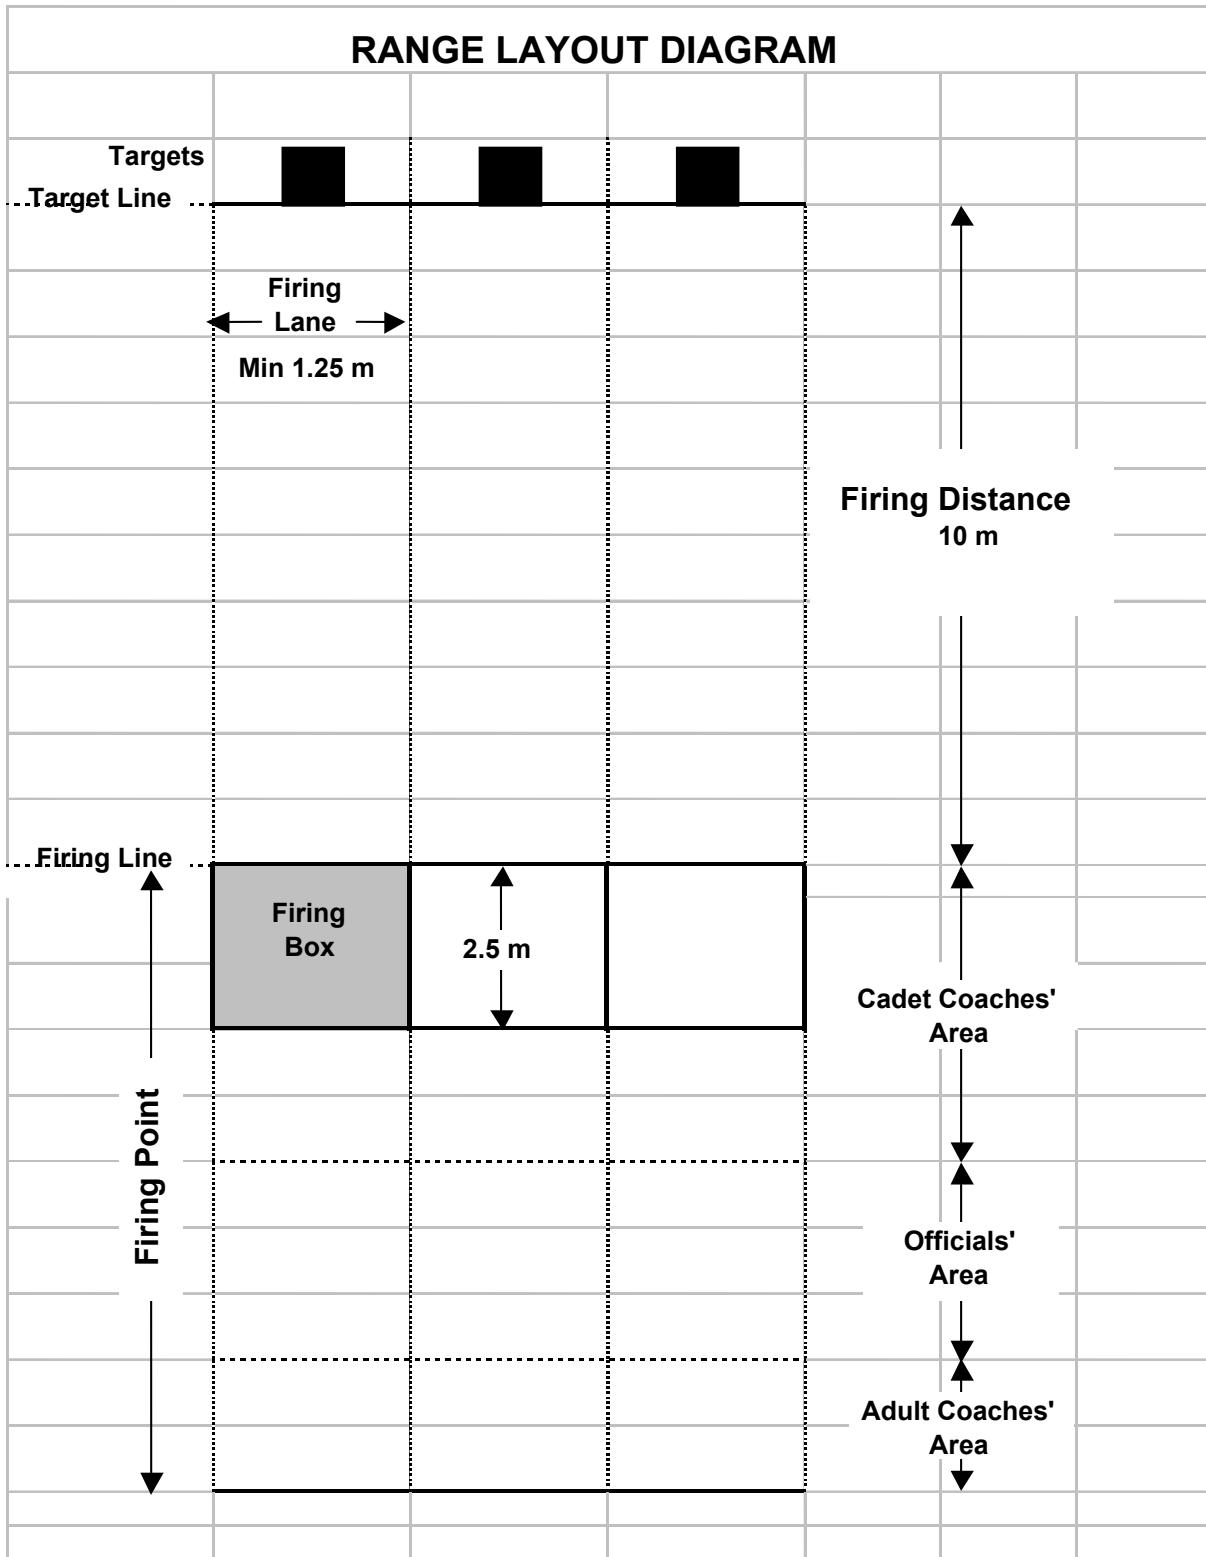 RANGE LAYOUT DIAGRAM
Targets
Target Line
Firing
Lane
Min 1.25 m
Firing Distance
10 m
Firing Line
Firing
Box
2.5 m
Cadet Coaches'
Area
Firing Point
Officials'
Area
Adult Coaches'
Area